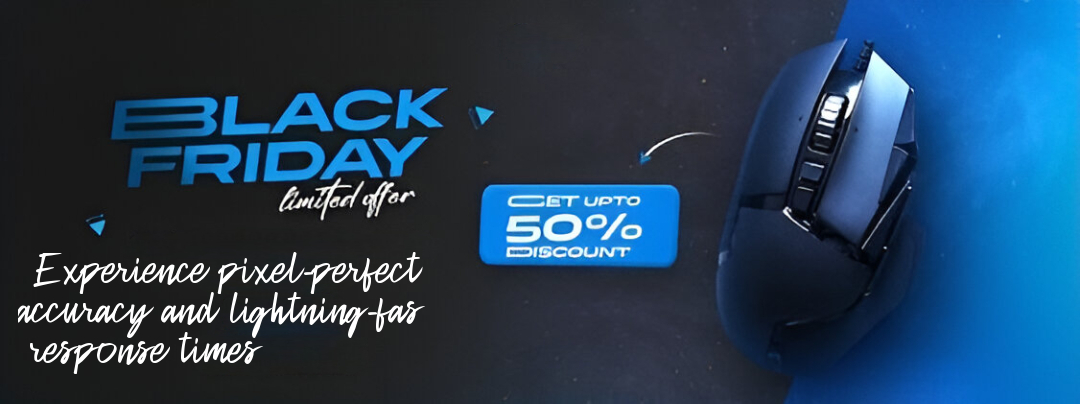 BLACK
FRIDAY
limited offer
GET UPTO
50%
DISCOUNT
Experience pixel-perfect
accuracy and lightning-fas
response times